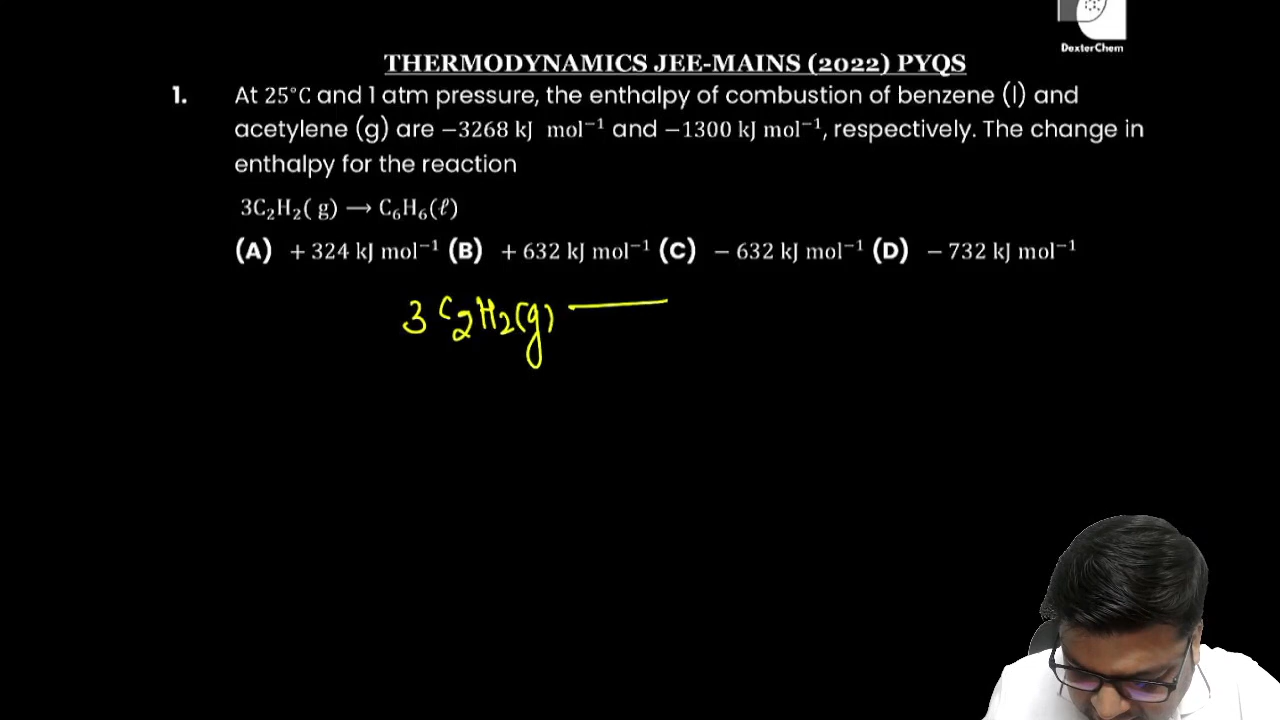 DexterChem
THERMODYNAMICS JEE-MAINS (2022) PYQS
1. At 25°C and 1 atm pressure, the enthalpy of combustion of benzene (l) and
acetylene (g) are −3268 kJ mol⁻¹ and −1300 kJ mol⁻¹, respectively. The change in
enthalpy for the reaction
3C₂H₂( g) ⟶ C₆H₆(ℓ)
(A) + 324 kJ mol⁻¹ (B) + 632 kJ mol⁻¹ (C) − 632 kJ mol⁻¹ (D) − 732 kJ mol⁻¹
3 C₂H₂(g)